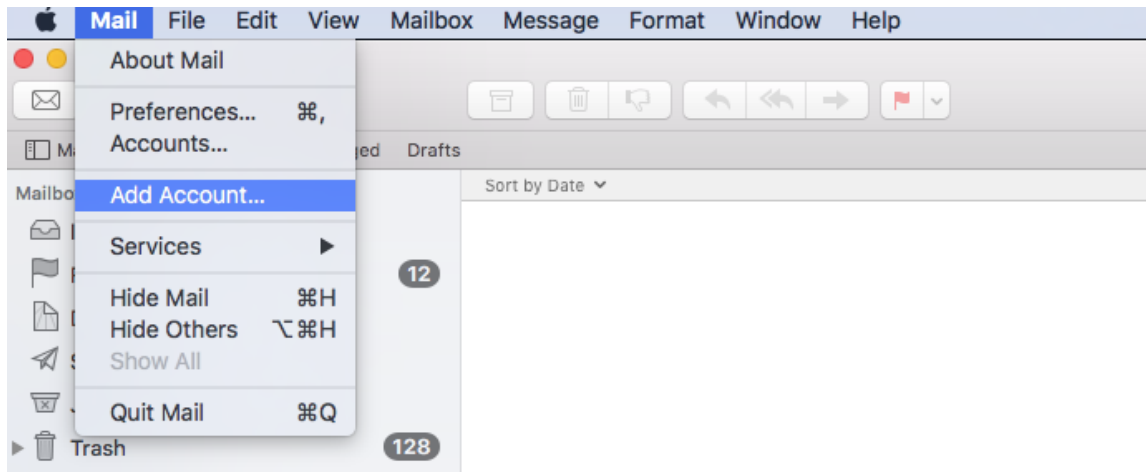 Mail File Edit View Mailbox Message Format Window Help
About Mail
Preferences... ⌘,
Accounts...
Drafts
Add Account...
Sort by Date
Services
12
Hide Mail ⌘H
Hide Others ⌥⌘H
Show All
Quit Mail ⌘Q
Trash 128